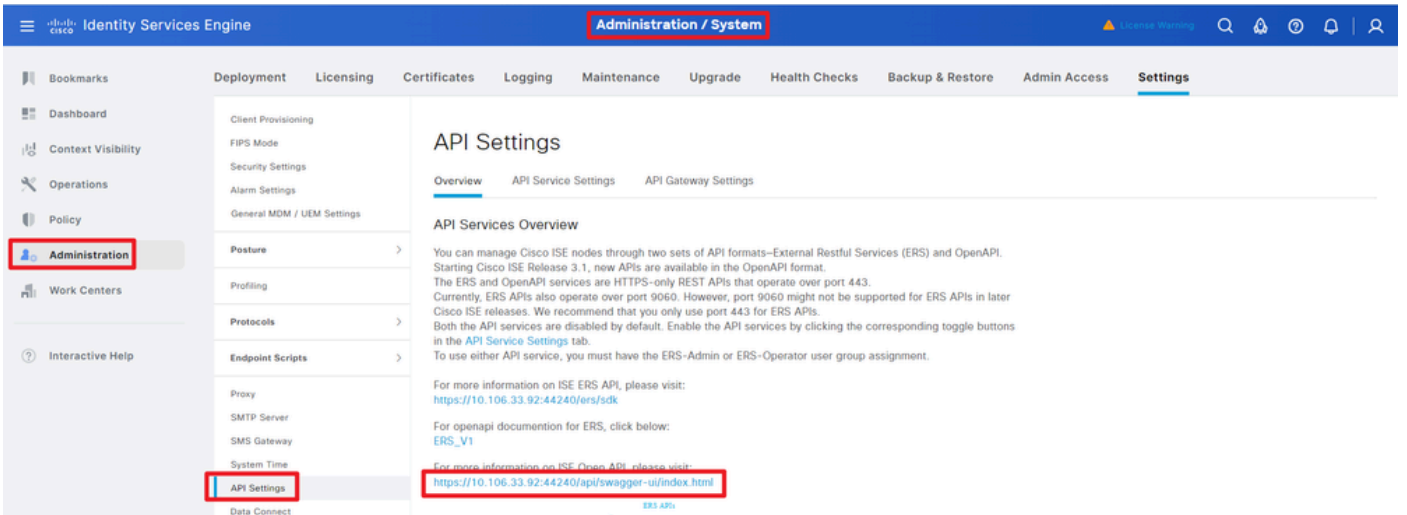 cisco Identity Services Engine
Administration / System
License Warning
Bookmarks
Dashboard
Context Visibility
Operations
Policy
Administration
Work Centers
Interactive Help
Deployment Licensing Certificates Logging Maintenance Upgrade Health Checks Backup & Restore Admin Access Settings
Client Provisioning
FIPS Mode
Security Settings
Alarm Settings
General MDM / UEM Settings
Posture
Profiling
Protocols
Endpoint Scripts
Proxy
SMTP Server
SMS Gateway
System Time
API Settings
Data Connect
API Settings
Overview API Service Settings API Gateway Settings
API Services Overview
You can manage Cisco ISE nodes through two sets of API formats–External Restful Services (ERS) and OpenAPI.
Starting Cisco ISE Release 3.1, new APIs are available in the OpenAPI format.
The ERS and OpenAPI services are HTTPS-only REST APIs that operate over port 443.
Currently, ERS APIs also operate over port 9060. However, port 9060 might not be supported for ERS APIs in later
Cisco ISE releases. We recommend that you only use port 443 for ERS APIs.
Both the API services are disabled by default. Enable the API services by clicking the corresponding toggle buttons
in the API Service Settings tab.
To use either API service, you must have the ERS-Admin or ERS-Operator user group assignment.
For more information on ISE ERS API, please visit:
https://10.106.33.92:44240/ers/sdk
For openapi documention for ERS, click below:
ERS_V1
For more information on ISE Open API, please visit:
https://10.106.33.92:44240/api/swagger-ui/index.html
ERS APIs